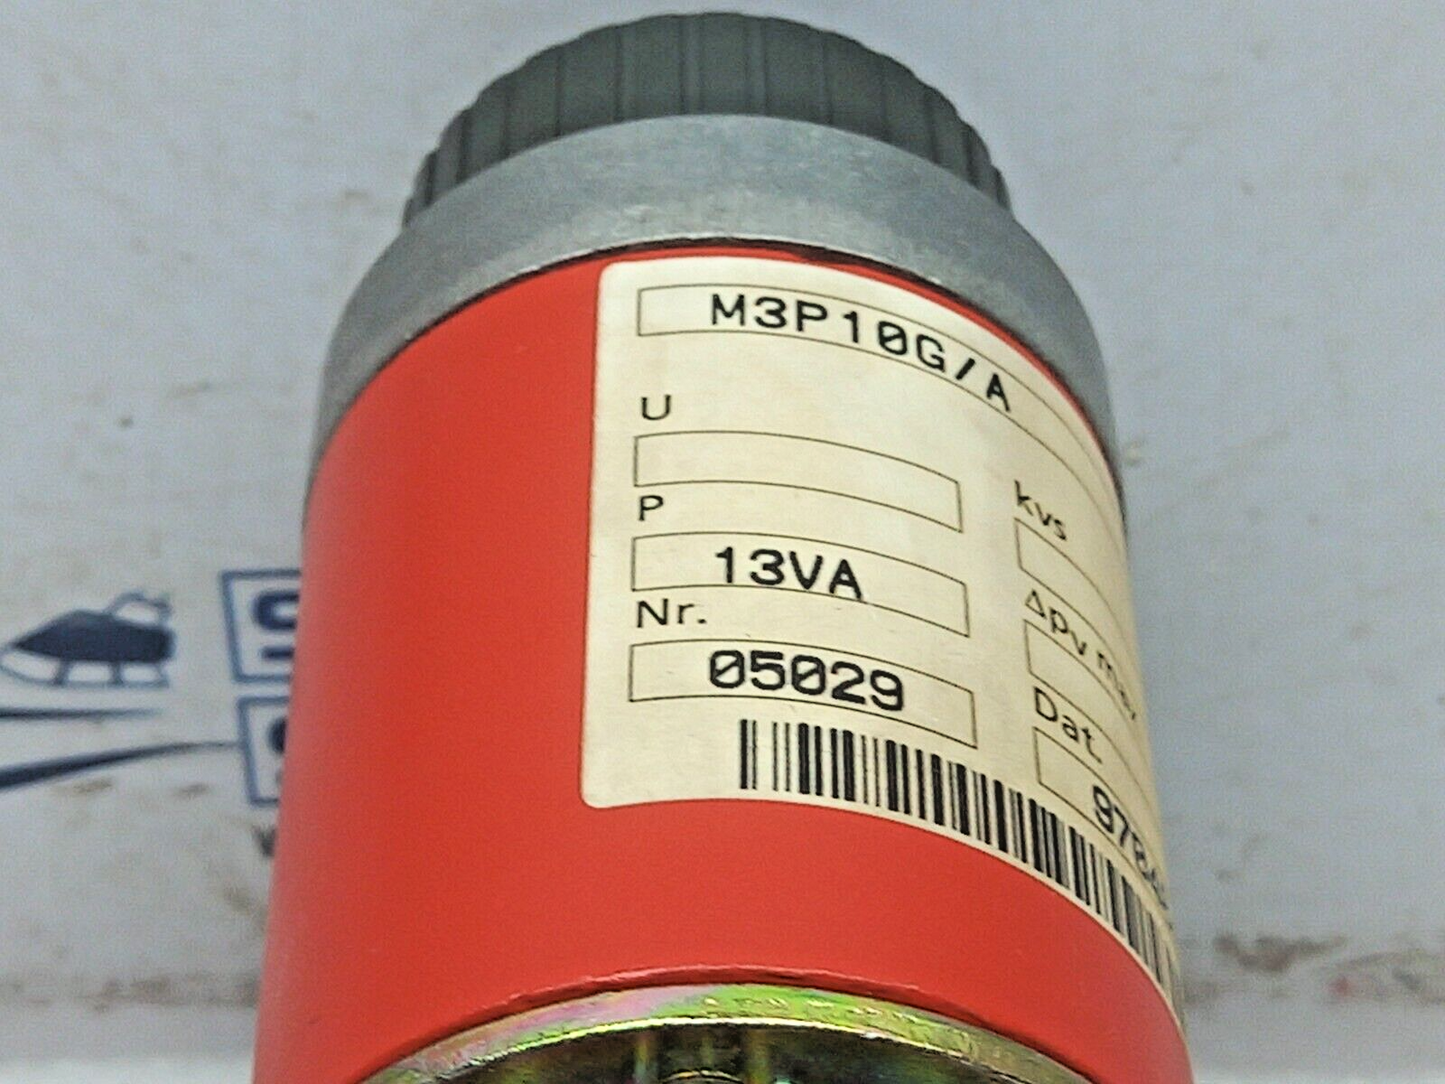 M3P10G/A
U
kvs
P
13VA
Δpv max
Nr.
05029
Dat.